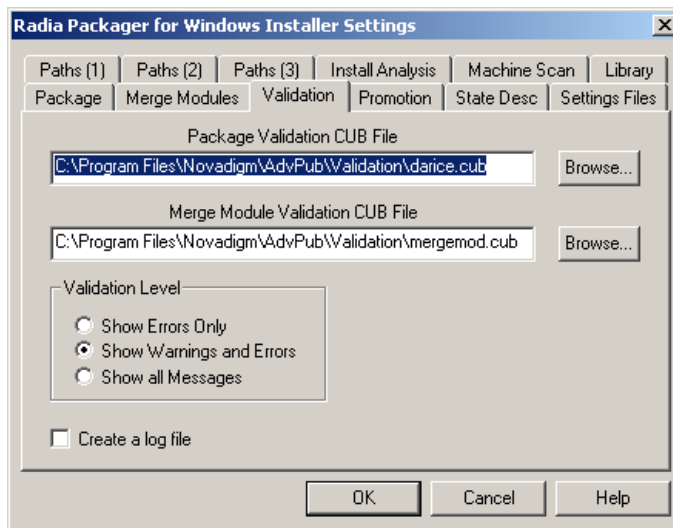 Radia Packager for Windows Installer Settings
Paths (1) Paths (2) Paths (3) Install Analysis Machine Scan Library
Package Merge Modules Validation Promotion State Desc Settings Files
Package Validation CUB File
C:\Program Files\Novadigm\AdvPub\Validation\darice.cub Browse...
Merge Module Validation CUB File
C:\Program Files\Novadigm\AdvPub\Validation\mergemod.cub Browse...
Validation Level
Show Errors Only
Show Warnings and Errors
Show all Messages
Create a log file
OK Cancel Help